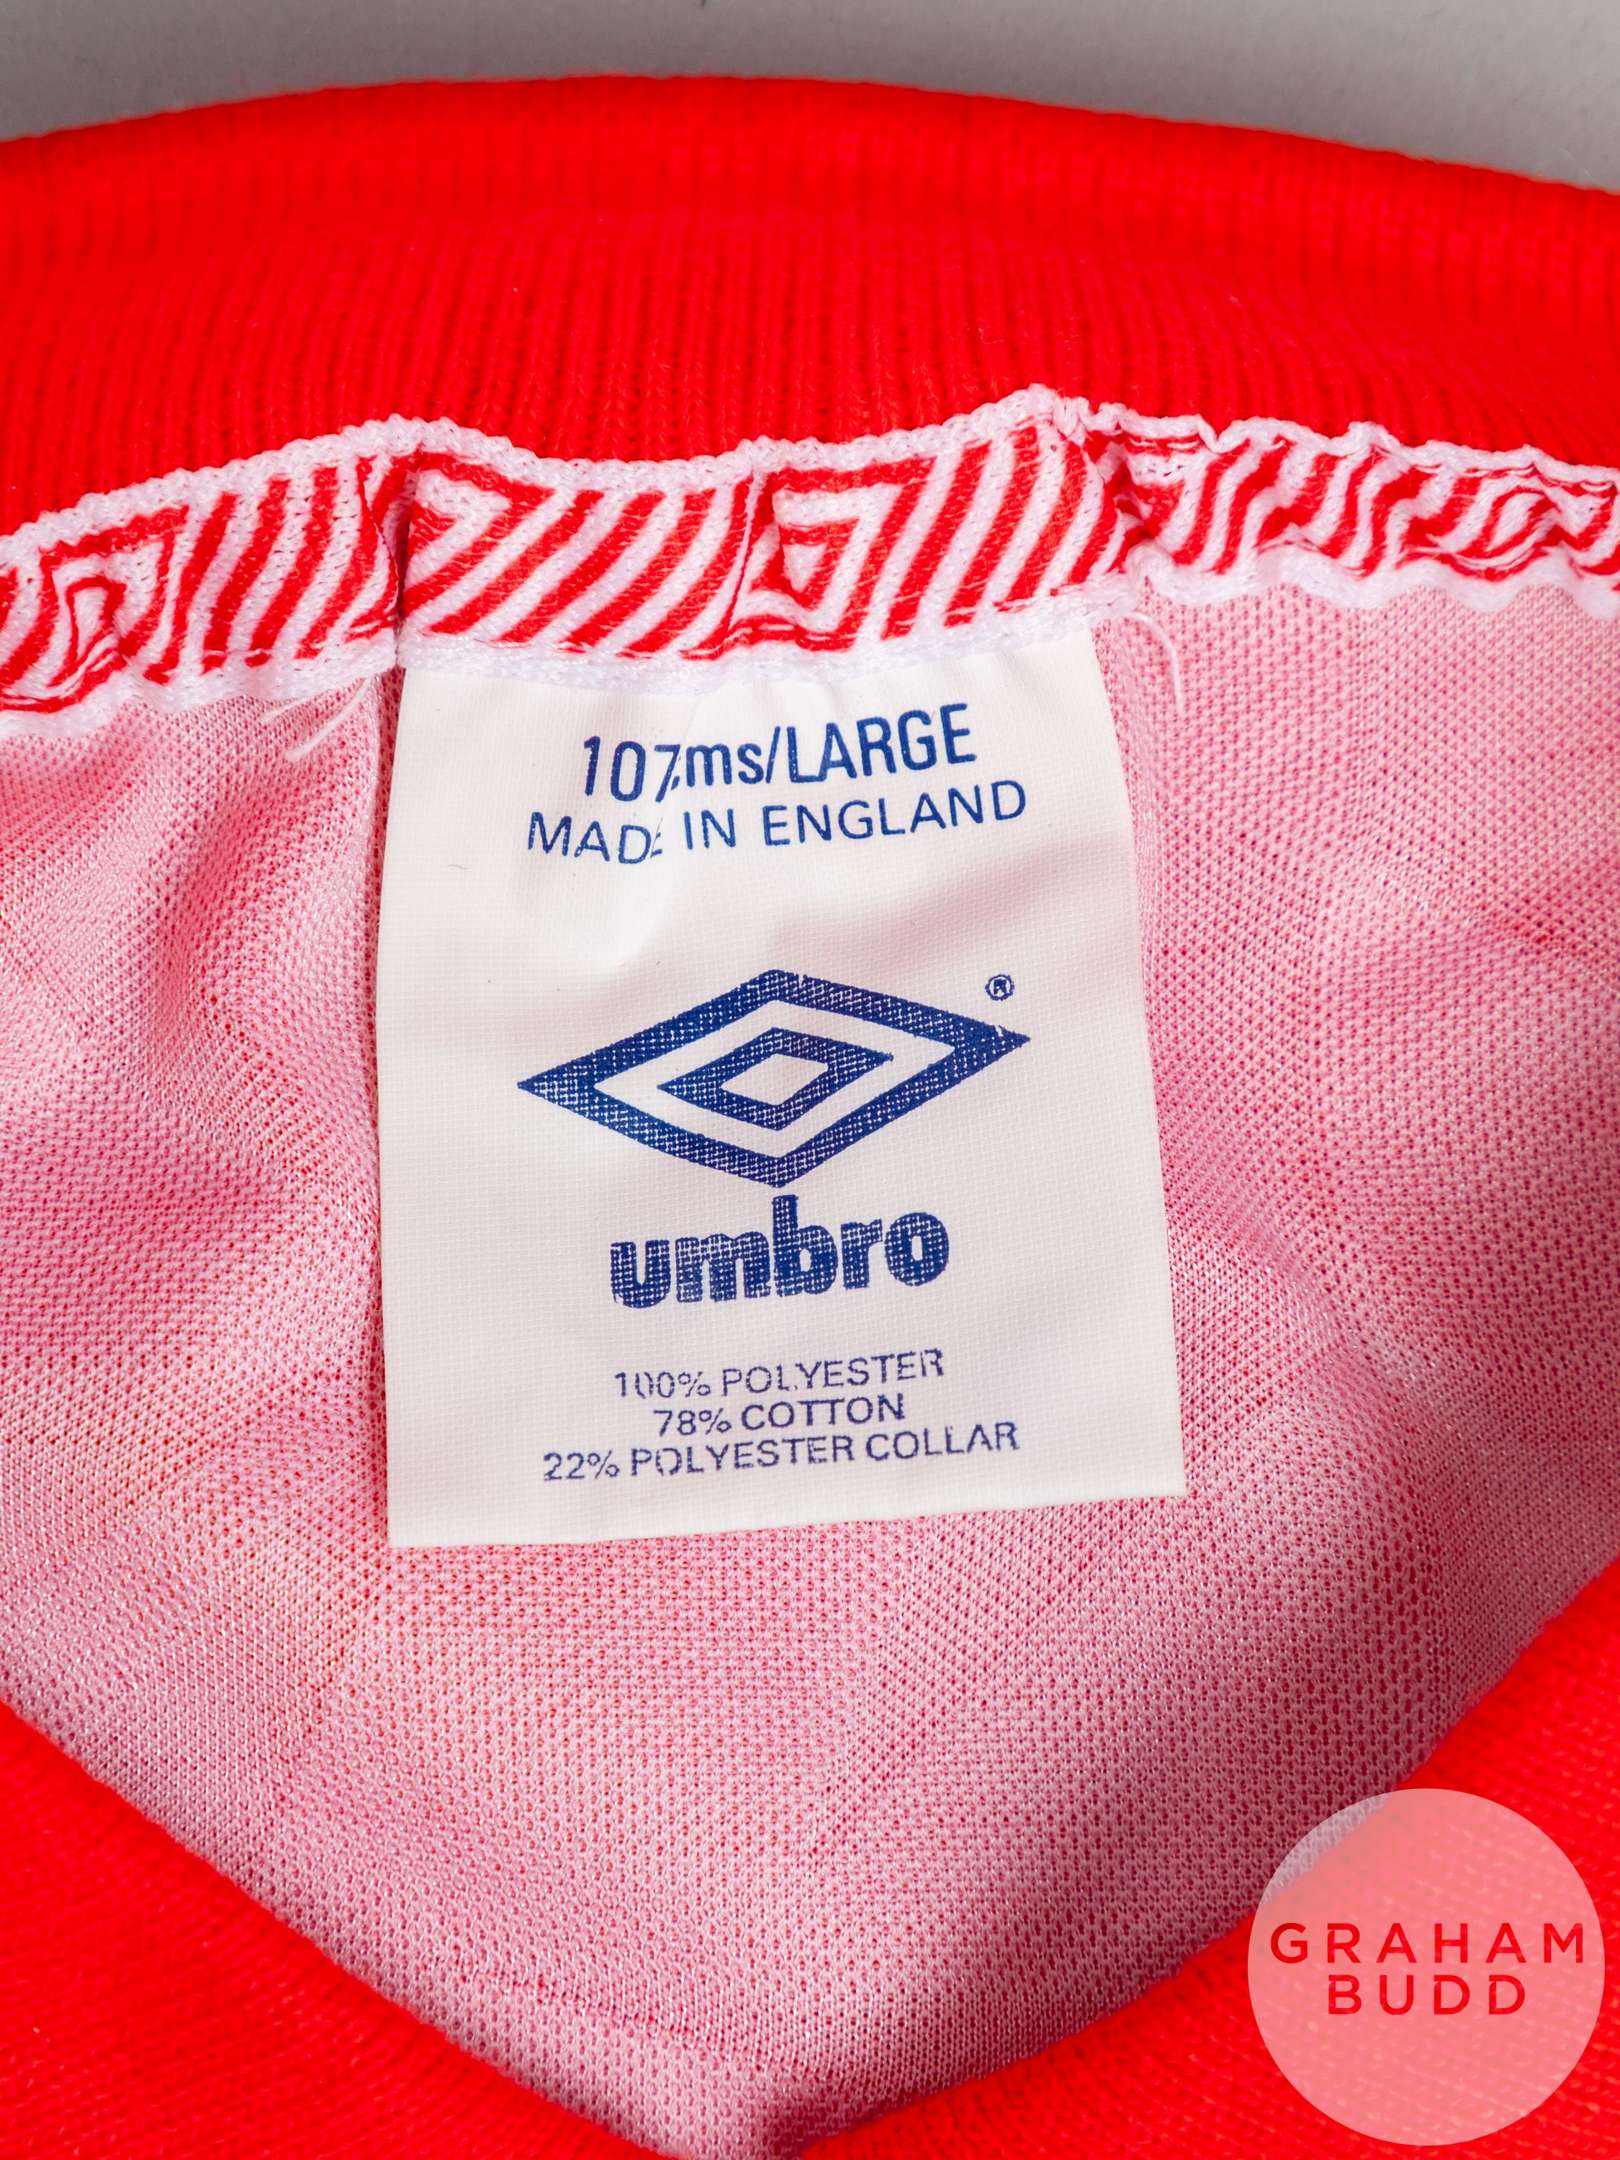 107cms/LARGE
MADE IN ENGLAND
®
umbro
100% POLYESTER
78% COTTON
22% POLYESTER COLLAR
GRAHAM
BUDD